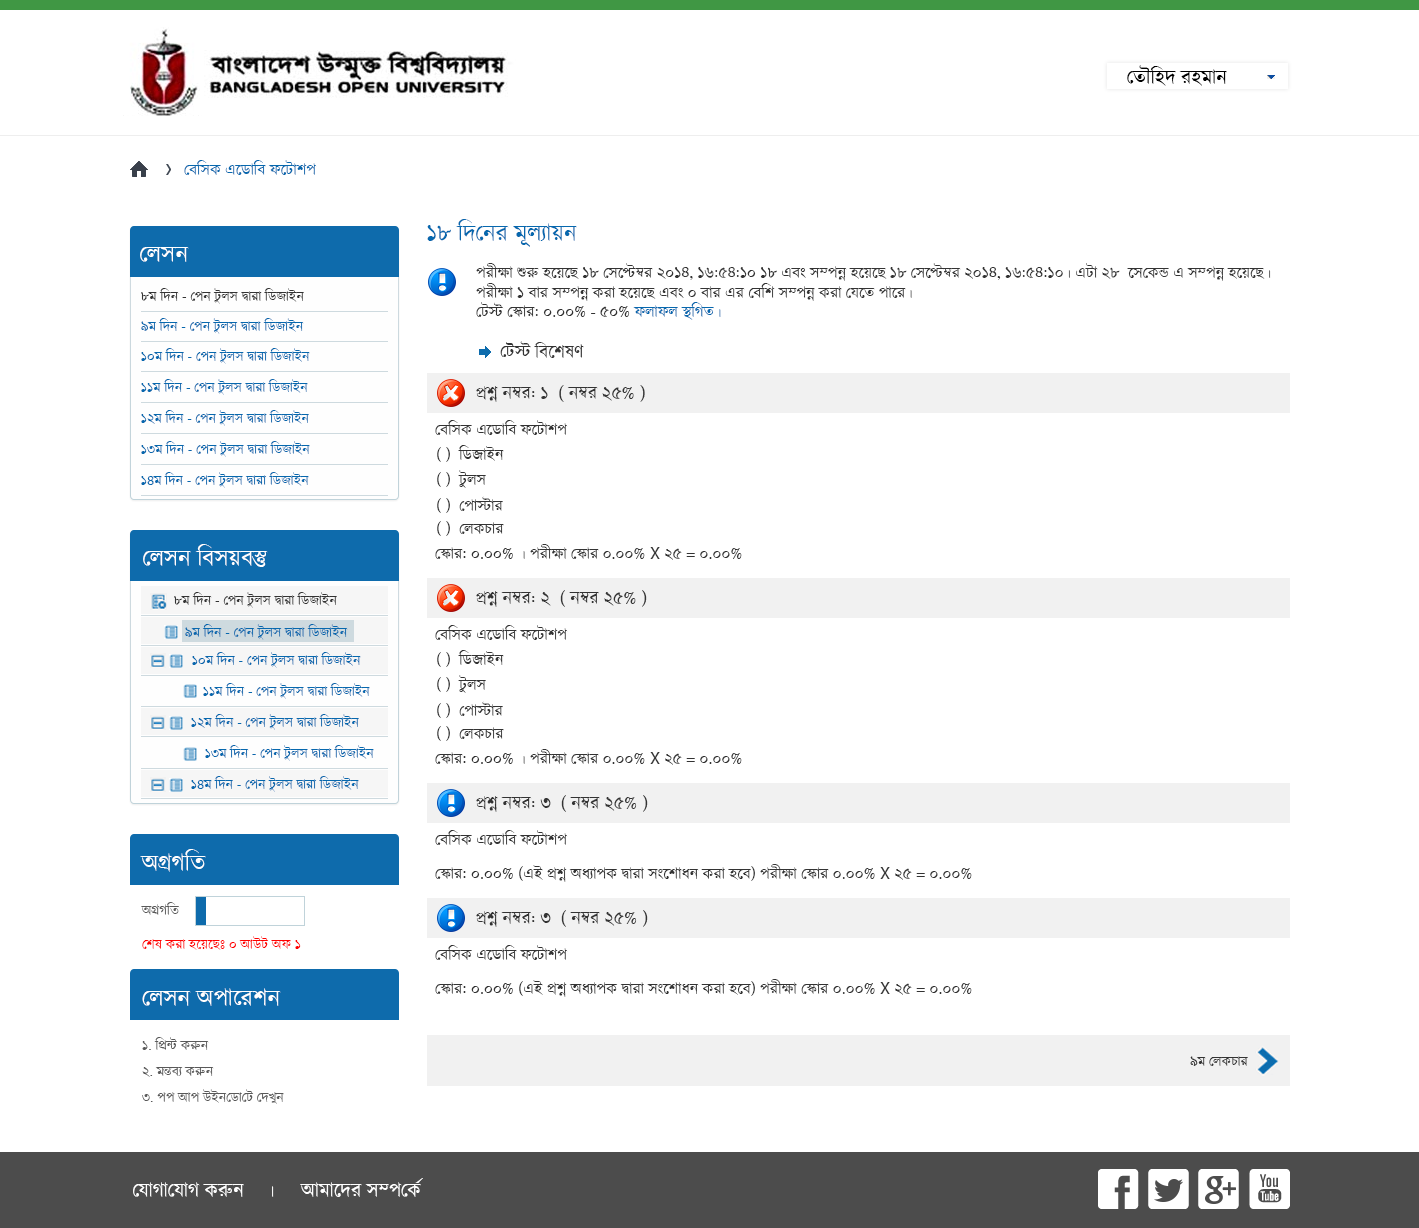 বাংলাদেশ উন্মুক্ত বিশ্ববিদ্যালয়
BANGLADESH OPEN UNIVERSITY
তৌহিদ রহমান
বেসিক এডোবি ফটোশপ
লেসন
৮ম দিন - পেন টুলস দ্বারা ডিজাইন
৯ম দিন - পেন টুলস দ্বারা ডিজাইন
১০ম দিন - পেন টুলস দ্বারা ডিজাইন
১১ম দিন - পেন টুলস দ্বারা ডিজাইন
১২ম দিন - পেন টুলস দ্বারা ডিজাইন
১৩ম দিন - পেন টুলস দ্বারা ডিজাইন
১৪ম দিন - পেন টুলস দ্বারা ডিজাইন
লেসন বিসয়বস্তু
৮ম দিন - পেন টুলস দ্বারা ডিজাইন
৯ম দিন - পেন টুলস দ্বারা ডিজাইন
১০ম দিন - পেন টুলস দ্বারা ডিজাইন
১১ম দিন - পেন টুলস দ্বারা ডিজাইন
১২ম দিন - পেন টুলস দ্বারা ডিজাইন
১৩ম দিন - পেন টুলস দ্বারা ডিজাইন
১৪ম দিন - পেন টুলস দ্বারা ডিজাইন
অগ্রগতি
অগ্রগতি
শেষ করা হয়েছেঃ ০ আউট অফ ১
লেসন অপারেশন
১. প্রিন্ট করুন
২. মন্তব্য করুন
৩. পপ আপ উইনডোটে দেখুন
১৮ দিনের মূল্যায়ন
পরীক্ষা শুরু হয়েছে ১৮ সেপ্টেম্বর ২০১৪, ১৬:৫৪:১০ ১৮ এবং সম্পন্ন হয়েছে ১৮ সেপ্টেম্বর ২০১৪, ১৬:৫৪:১০। এটা ২৮ সেকেন্ড এ সম্পন্ন হয়েছে।
পরীক্ষা ১ বার সম্পন্ন করা হয়েছে এবং ০ বার এর বেশি সম্পন্ন করা যেতে পারে।
টেস্ট স্কোর: ০.০০% - ৫০% ফলাফল স্থগিত।
টেস্ট বিশেষণ
প্রশ্ন নম্বর: ১ ( নম্বর ২৫% )
বেসিক এডোবি ফটোশপ
( ) ডিজাইন
( ) টুলস
( ) পোস্টার
( ) লেকচার
স্কোর: ০.০০% । পরীক্ষা স্কোর ০.০০% X ২৫ = ০.০০%
প্রশ্ন নম্বর: ২ ( নম্বর ২৫% )
বেসিক এডোবি ফটোশপ
( ) ডিজাইন
( ) টুলস
( ) পোস্টার
( ) লেকচার
স্কোর: ০.০০% । পরীক্ষা স্কোর ০.০০% X ২৫ = ০.০০%
প্রশ্ন নম্বর: ৩ ( নম্বর ২৫% )
বেসিক এডোবি ফটোশপ
স্কোর: ০.০০% (এই প্রশ্ন অধ্যাপক দ্বারা সংশোধন করা হবে) পরীক্ষা স্কোর ০.০০% X ২৫ = ০.০০%
প্রশ্ন নম্বর: ৩ ( নম্বর ২৫% )
বেসিক এডোবি ফটোশপ
স্কোর: ০.০০% (এই প্রশ্ন অধ্যাপক দ্বারা সংশোধন করা হবে) পরীক্ষা স্কোর ০.০০% X ২৫ = ০.০০%
৯ম লেকচার
যোগাযোগ করুন । আমাদের সম্পর্কে
You Tube